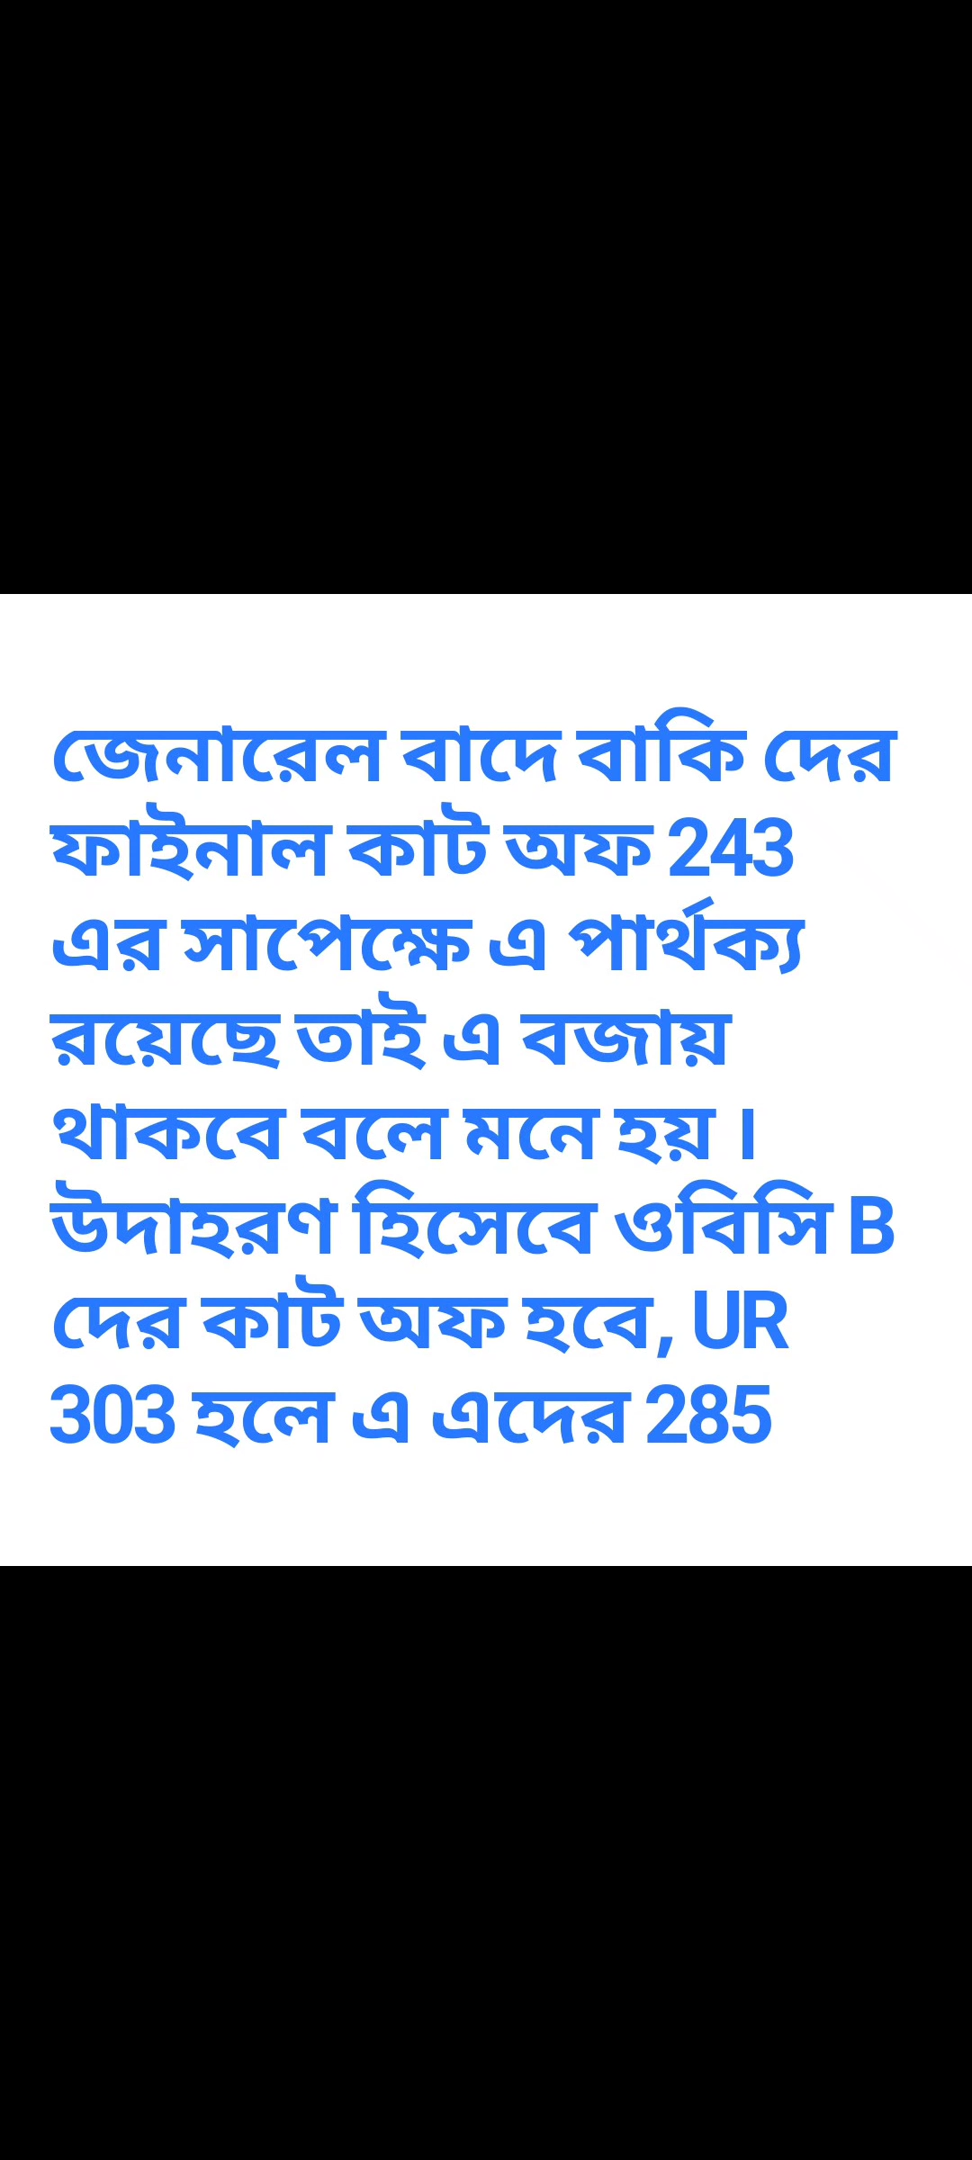 জেনারেল বাদে বাকি দের
ফাইনাল কাট অফ 243
এর সাপেক্ষে এ পার্থক্য
রয়েছে তাই এ বজায়
থাকবে বলে মনে হয় ।
উদাহরণ হিসেবে ওবিসি B
দের কাট অফ হবে, UR
303 হলে এ এদের 285